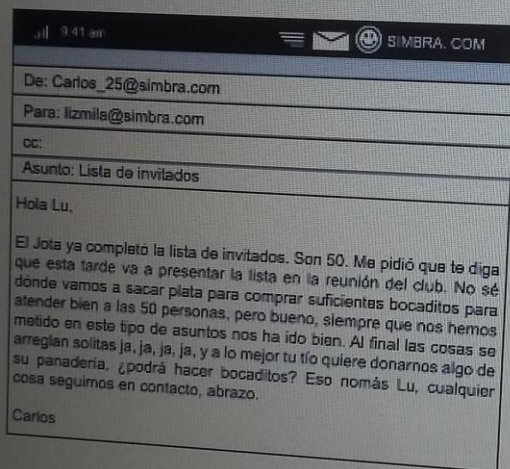 9:41 am
SIMBRA. COM
De: Carlos_25@simbra.com
Para: lizmila@simbra.com
cc:
Asunto: Lista de invitados
Hola Lu,
El Jota ya completó la lista de invitados. Son 50. Me pidió que te diga
que esta tarde va a presentar la lista en la reunión del club. No sé
dónde vamos a sacar plata para comprar suficientes bocaditos para
atender bien a las 50 personas, pero bueno, siempre que nos hemos
metido en este tipo de asuntos nos ha ido bien. Al final las cosas se
arreglan solitas ja, ja, ja, ja, y a lo mejor tu tío quiere donarnos algo de
su panadería, ¿podrá hacer bocaditos? Eso nomás Lu, cualquier
cosa seguimos en contacto, abrazo.
Carlos